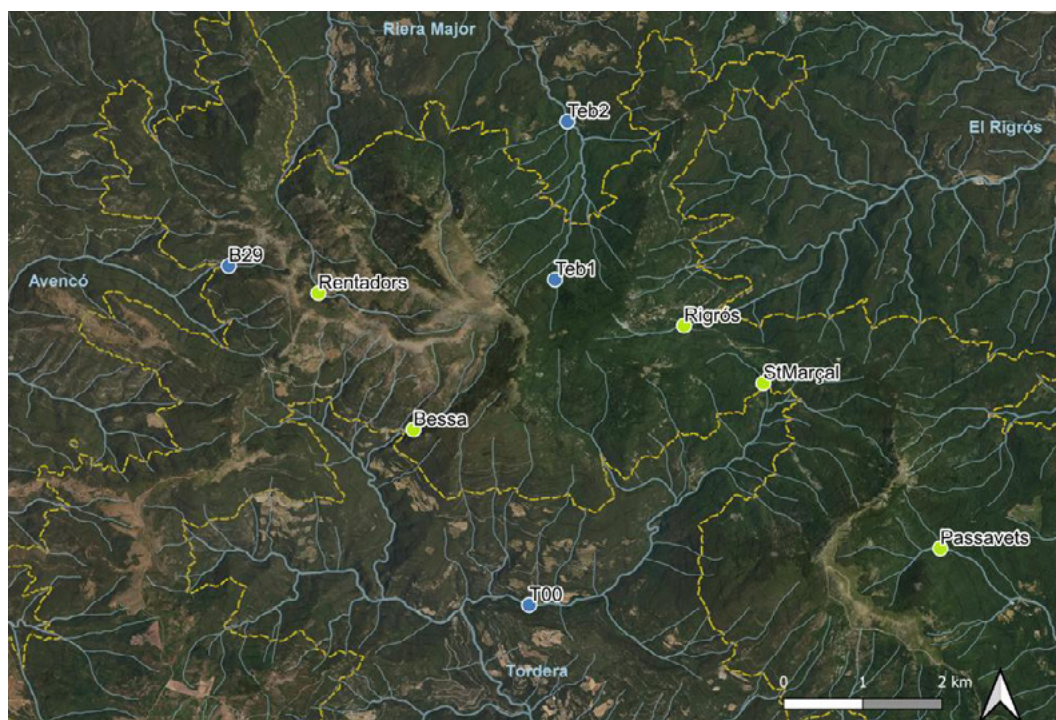 Riera Major
Teb2
El Rigrós
B29
Avencó
Rentadors
Teb1
Rigrós
StMarçal
Bessa
Passavets
T00
Tordera
0 1 2 km